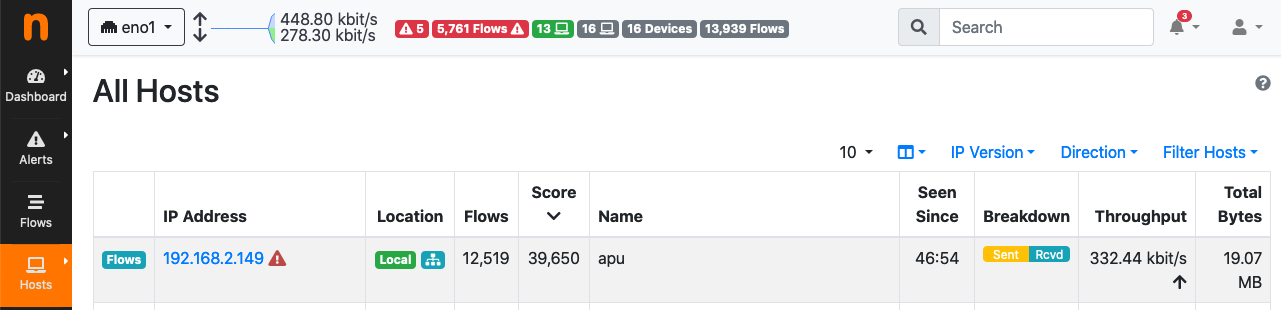 n
eno1
448.80 kbit/s
278.30 kbit/s
5
5,761 Flows
13
16
16 Devices
13,939 Flows
Search
3
Dashboard
Alerts
Flows
Hosts
All Hosts
10
IP Version
Direction
Filter Hosts
IP Address
Location
Flows
Score
Name
Seen
Since
Breakdown
Throughput
Total
Bytes
Flows
192.168.2.149
Local
12,519
39,650
apu
46:54
Sent
Rcvd
332.44 kbit/s
19.07
MB